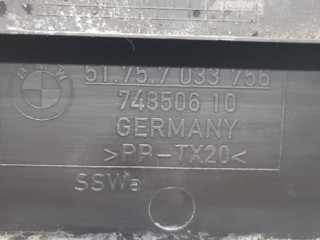 BMW
51.75.7 033 756
748506 10
GERMANY
>PP-TX20<
SSWa